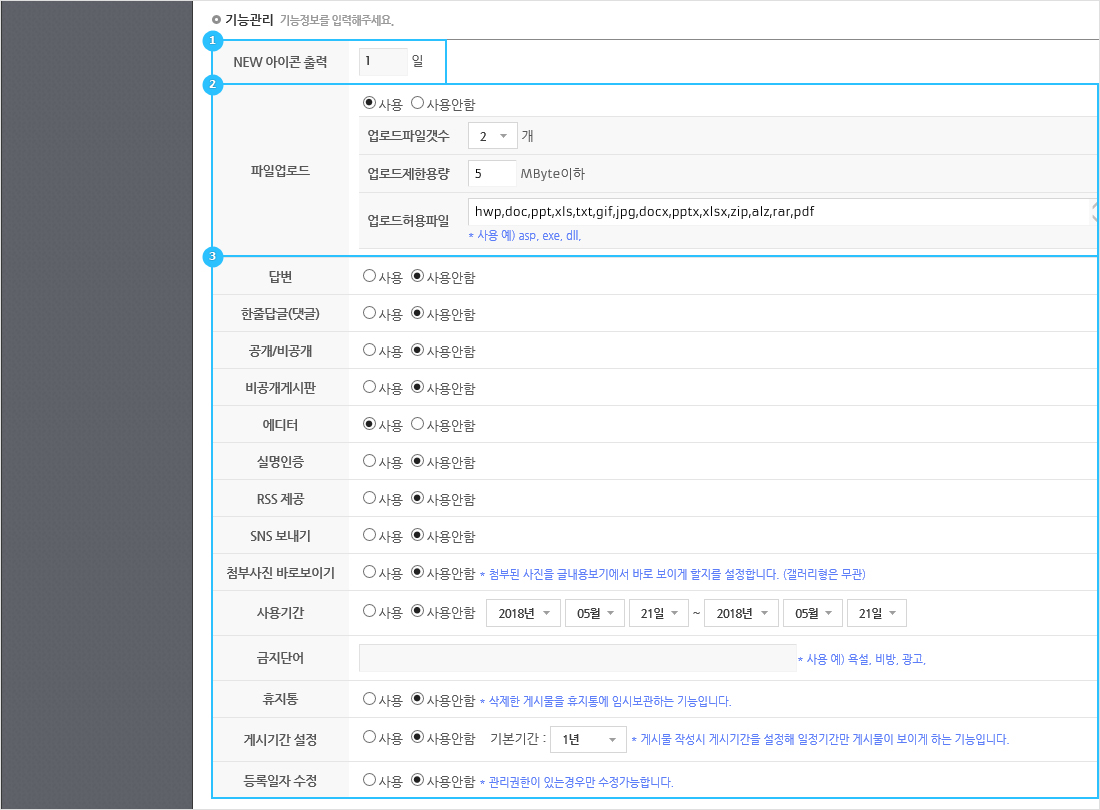 기능관리 기능정보를 입력해주세요.
1
NEW 아이콘 출력 1 일
2
사용 사용안함
업로드파일갯수 2 개
파일업로드
업로드제한용량 5 MByte이하
업로드허용파일 hwp,doc,ppt,xls,txt,gif,jpg,docx,pptx,xlsx,zip,alz,rar,pdf
* 사용 예) asp, exe, dll,
3
답변 사용 사용안함
한줄답글(댓글) 사용 사용안함
공개/비공개 사용 사용안함
비공개게시판 사용 사용안함
에디터 사용 사용안함
실명인증 사용 사용안함
RSS 제공 사용 사용안함
SNS 보내기 사용 사용안함
첨부사진 바로보이기 사용 사용안함 * 첨부된 사진을 글내용보기에서 바로 보이게 할지를 설정합니다. (갤러리형은 무관)
사용기간 사용 사용안함 2018년 05월 21일 ~ 2018년 05월 21일
금지단어 * 사용 예) 욕설, 비방, 광고,
휴지통 사용 사용안함 * 삭제한 게시물을 휴지통에 임시보관하는 기능입니다.
게시기간 설정 사용 사용안함 기본기간 : 1년 * 게시물 작성시 게시기간을 설정해 일정기간만 게시물이 보이게 하는 기능입니다.
등록일자 수정 사용 사용안함 * 관리권한이 있는경우만 수정가능합니다.